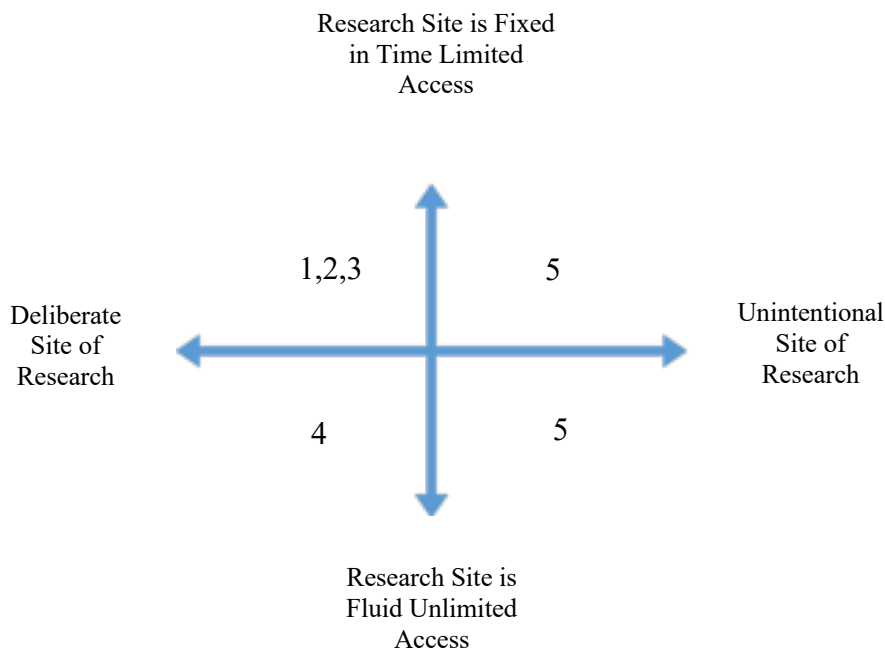 Research Site is Fixed
in Time Limited
Access
1,2,3
5
Deliberate
Site of
Research
Unintentional
Site of
Research
4
5
Research Site is
Fluid Unlimited
Access